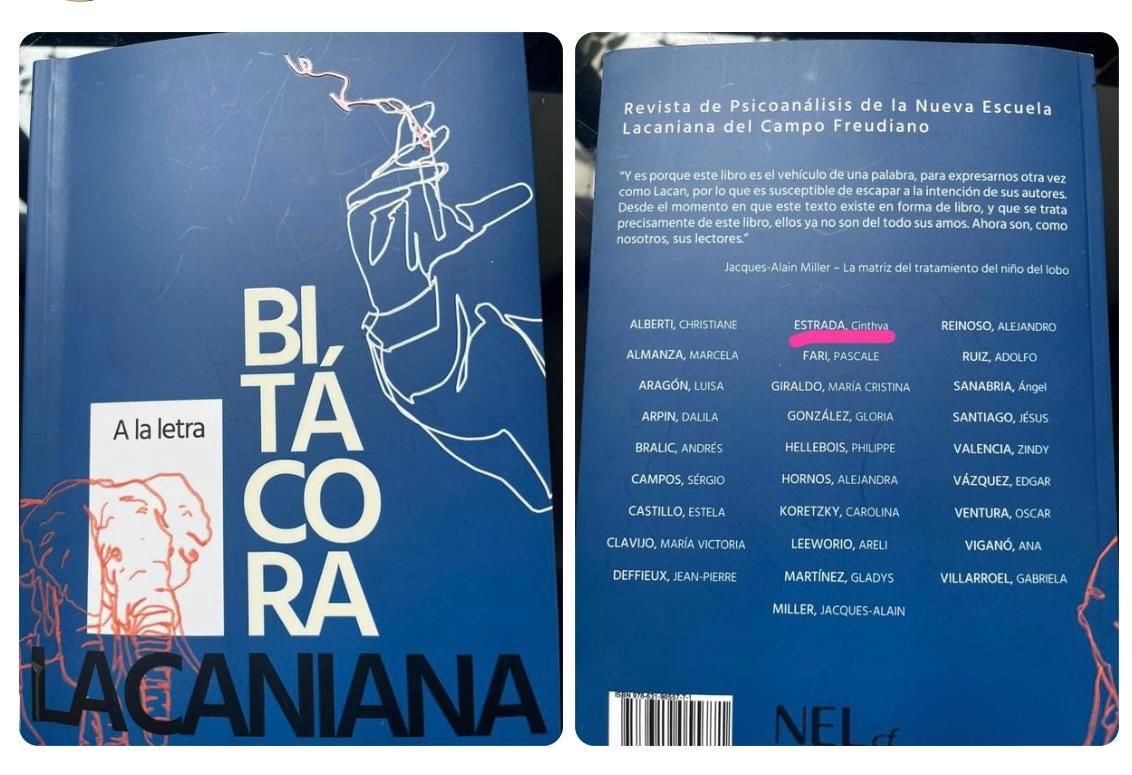 A la letra
BI,
TÁ
CO
RA
LACANIANA
Revista de Psicoanálisis de la Nueva Escuela
Lacaniana del Campo Freudiano
“Y es porque este libro es el vehículo de una palabra, para expresarnos otra vez
como Lacan, por lo que es susceptible de escapar a la intención de sus autores.
Desde el momento en que este texto existe en forma de libro, y que se trata
precisamente de este libro, ellos ya no son del todo sus amos. Ahora son, como
nosotros, sus lectores.”
Jacques-Alain Miller – La matriz del tratamiento del niño del lobo
ALBERTI, CHRISTIANE
ALMANZA, MARCELA
ARAGÓN, LUISA
ARPIN, DALILA
BRALIC, ANDRÉS
CAMPOS, SÉRGIO
CASTILLO, ESTELA
CLAVIJO, MARÍA VICTORIA
DEFFIEUX, JEAN-PIERRE
ESTRADA, Cinthya
FARI, PASCALE
GIRALDO, MARÍA CRISTINA
GONZÁLEZ, GLORIA
HELLEBOIS, PHILIPPE
HORNOS, ALEJANDRA
KORETZKY, CAROLINA
LEEWORIO, ARELI
MARTÍNEZ, GLADYS
MILLER, JACQUES-ALAIN
REINOSO, ALEJANDRO
RUIZ, ADOLFO
SANABRIA, Ángel
SANTIAGO, JÉSUS
VALENCIA, ZINDY
VÁZQUEZ, EDGAR
VENTURA, OSCAR
VIGANÓ, ANA
VILLARROEL, GABRIELA
NEL cf